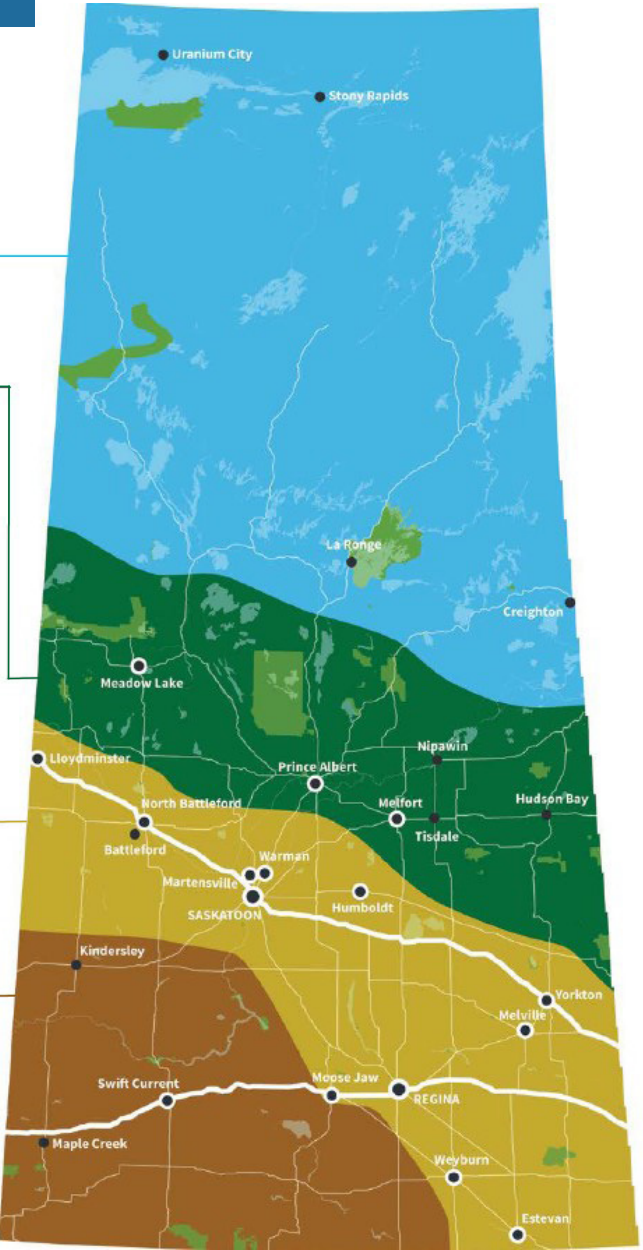 Uranium City
Stony Rapids
La Ronge
Creighton
Meadow Lake
Nipawin
Lloydminster
Prince Albert
North Battleford
Melfort
Hudson Bay
Tisdale
Battleford
Warman
Martensville
SASKATOON
Humboldt
Kindersley
Yorkton
Melville
Swift Current
Moose Jaw
REGINA
Maple Creek
Weyburn
Estevan